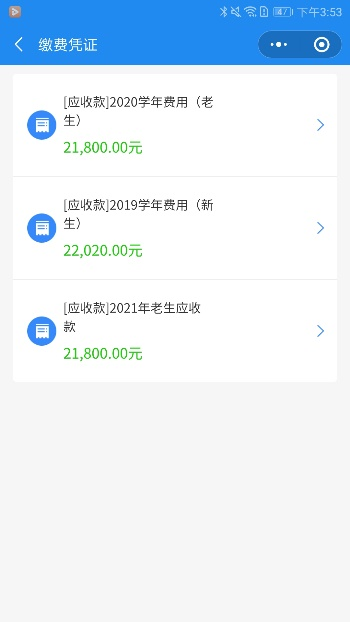 下午3:53
缴费凭证
[应收款]2020学年费用（老
生）
21,800.00元
[应收款]2019学年费用（新
生）
22,020.00元
[应收款]2021年老生应收
款
21,800.00元